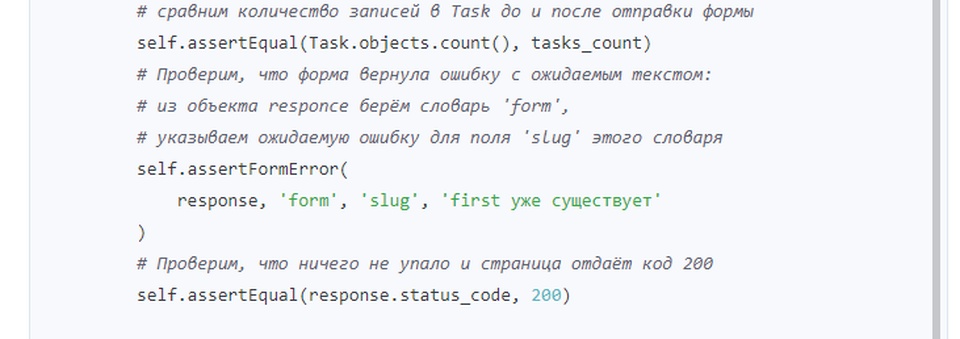 # сравним количество записей в Task до и после отправки формы
self.assertEqual(Task.objects.count(), tasks_count)
# Проверим, что форма вернула ошибку с ожидаемым текстом:
# из объекта responce берём словарь 'form',
# указываем ожидаемую ошибку для поля 'slug' этого словаря
self.assertFormError(
    response, 'form', 'slug', 'first уже существует'
)
# Проверим, что ничего не упало и страница отдаёт код 200
self.assertEqual(response.status_code, 200)